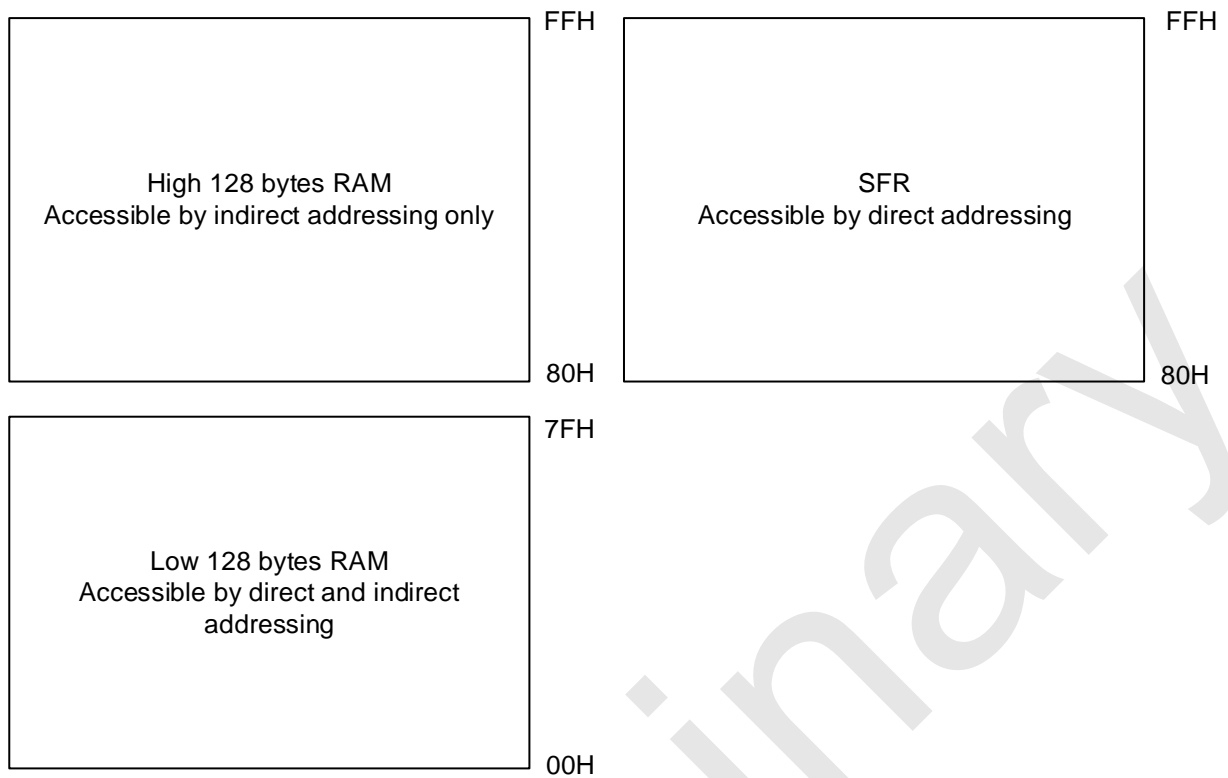 FFH
High 128 bytes RAM
Accessible by indirect addressing only
80H
FFH
SFR
Accessible by direct addressing
80H
7FH
Low 128 bytes RAM
Accessible by direct and indirect
addressing
00H
inary